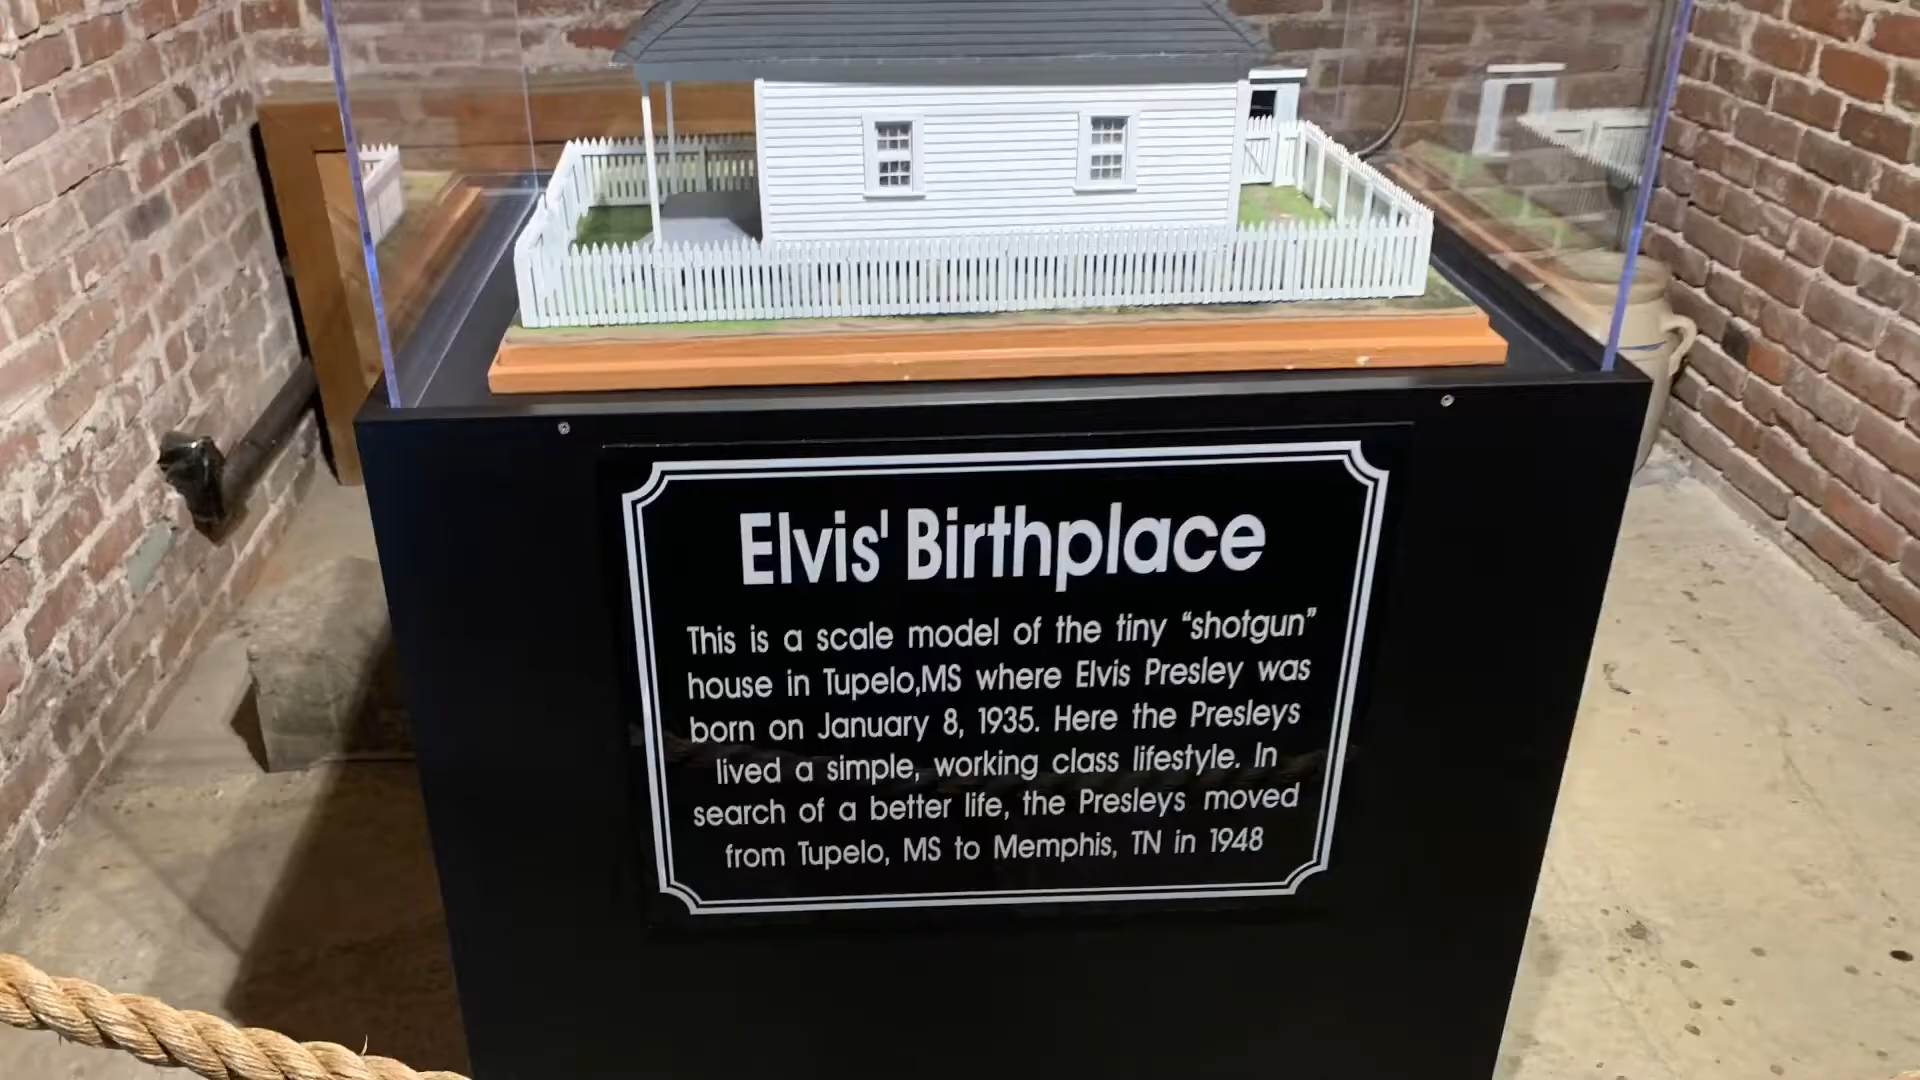 Elvis' Birthplace
This is a scale model of the tiny “shotgun”
house in Tupelo,MS where Elvis Presley was
born on January 8, 1935. Here the Presleys
lived a simple, working class lifestyle. In
search of a better life, the Presleys moved
from Tupelo, MS to Memphis, TN in 1948